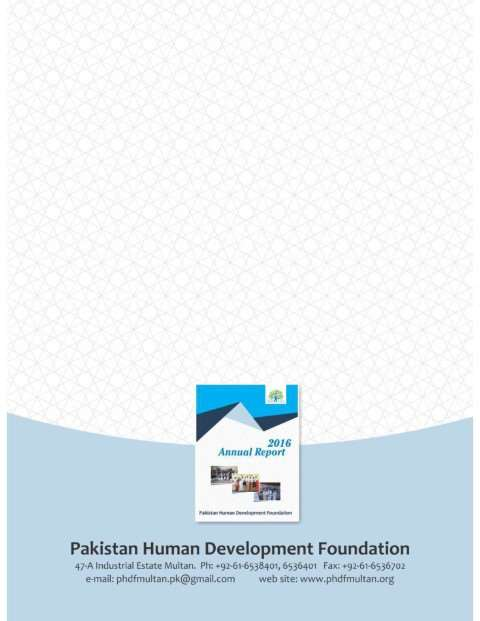 2016
Annual Report
Pakistan Human Development Foundation
Pakistan Human Development Foundation
47-A Industrial Estate Multan. Ph: +92-61-6538401, 6536401 Fax: +92-61-6536702
e-mail: phdfmultan.pk@gmail.com web site: www.phdfmultan.org